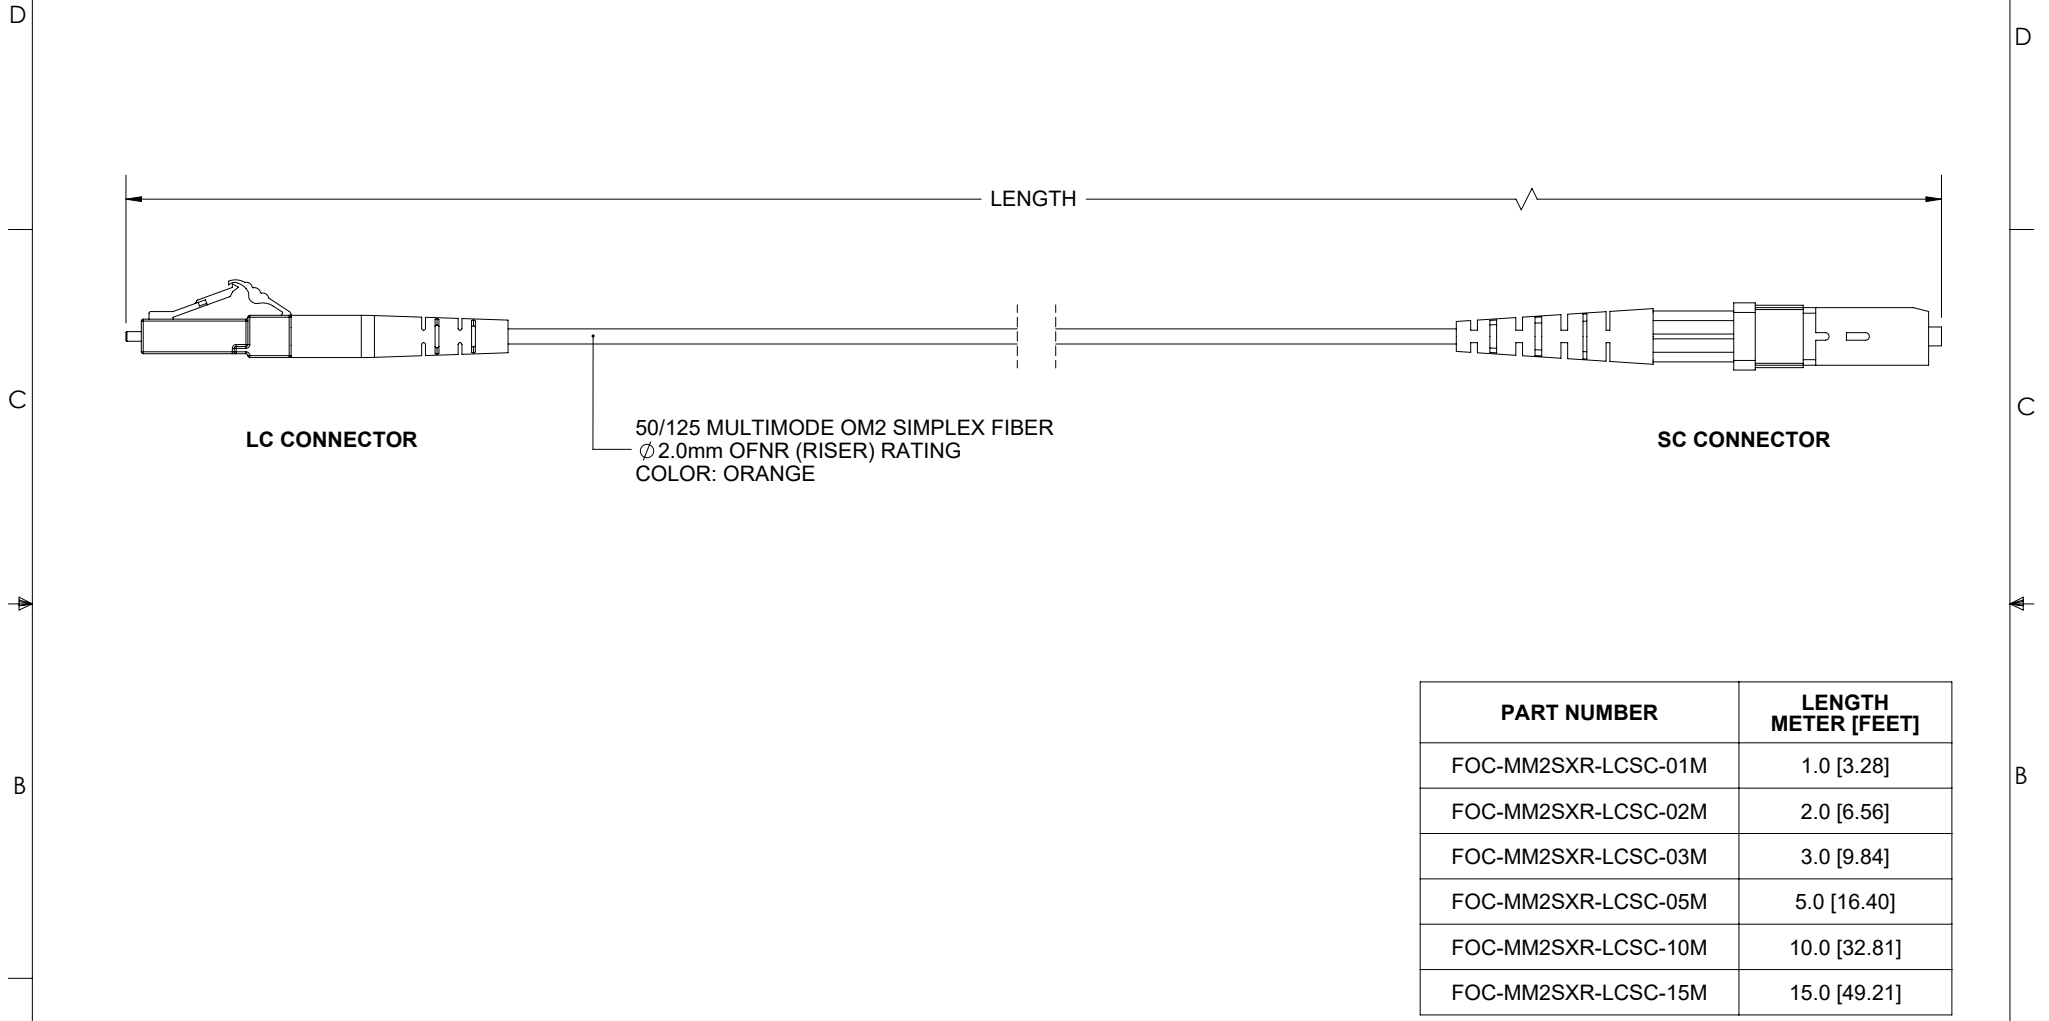 D
D
LENGTH
C
C
LC CONNECTOR
50/125 MULTIMODE OM2 SIMPLEX FIBER
∅2.0mm OFNR (RISER) RATING
COLOR: ORANGE
SC CONNECTOR
B
B
PART NUMBER
LENGTH
METER [FEET]
FOC-MM2SXR-LCSC-01M 1.0 [3.28]
FOC-MM2SXR-LCSC-02M 2.0 [6.56]
FOC-MM2SXR-LCSC-03M 3.0 [9.84]
FOC-MM2SXR-LCSC-05M 5.0 [16.40]
FOC-MM2SXR-LCSC-10M 10.0 [32.81]
FOC-MM2SXR-LCSC-15M 15.0 [49.21]